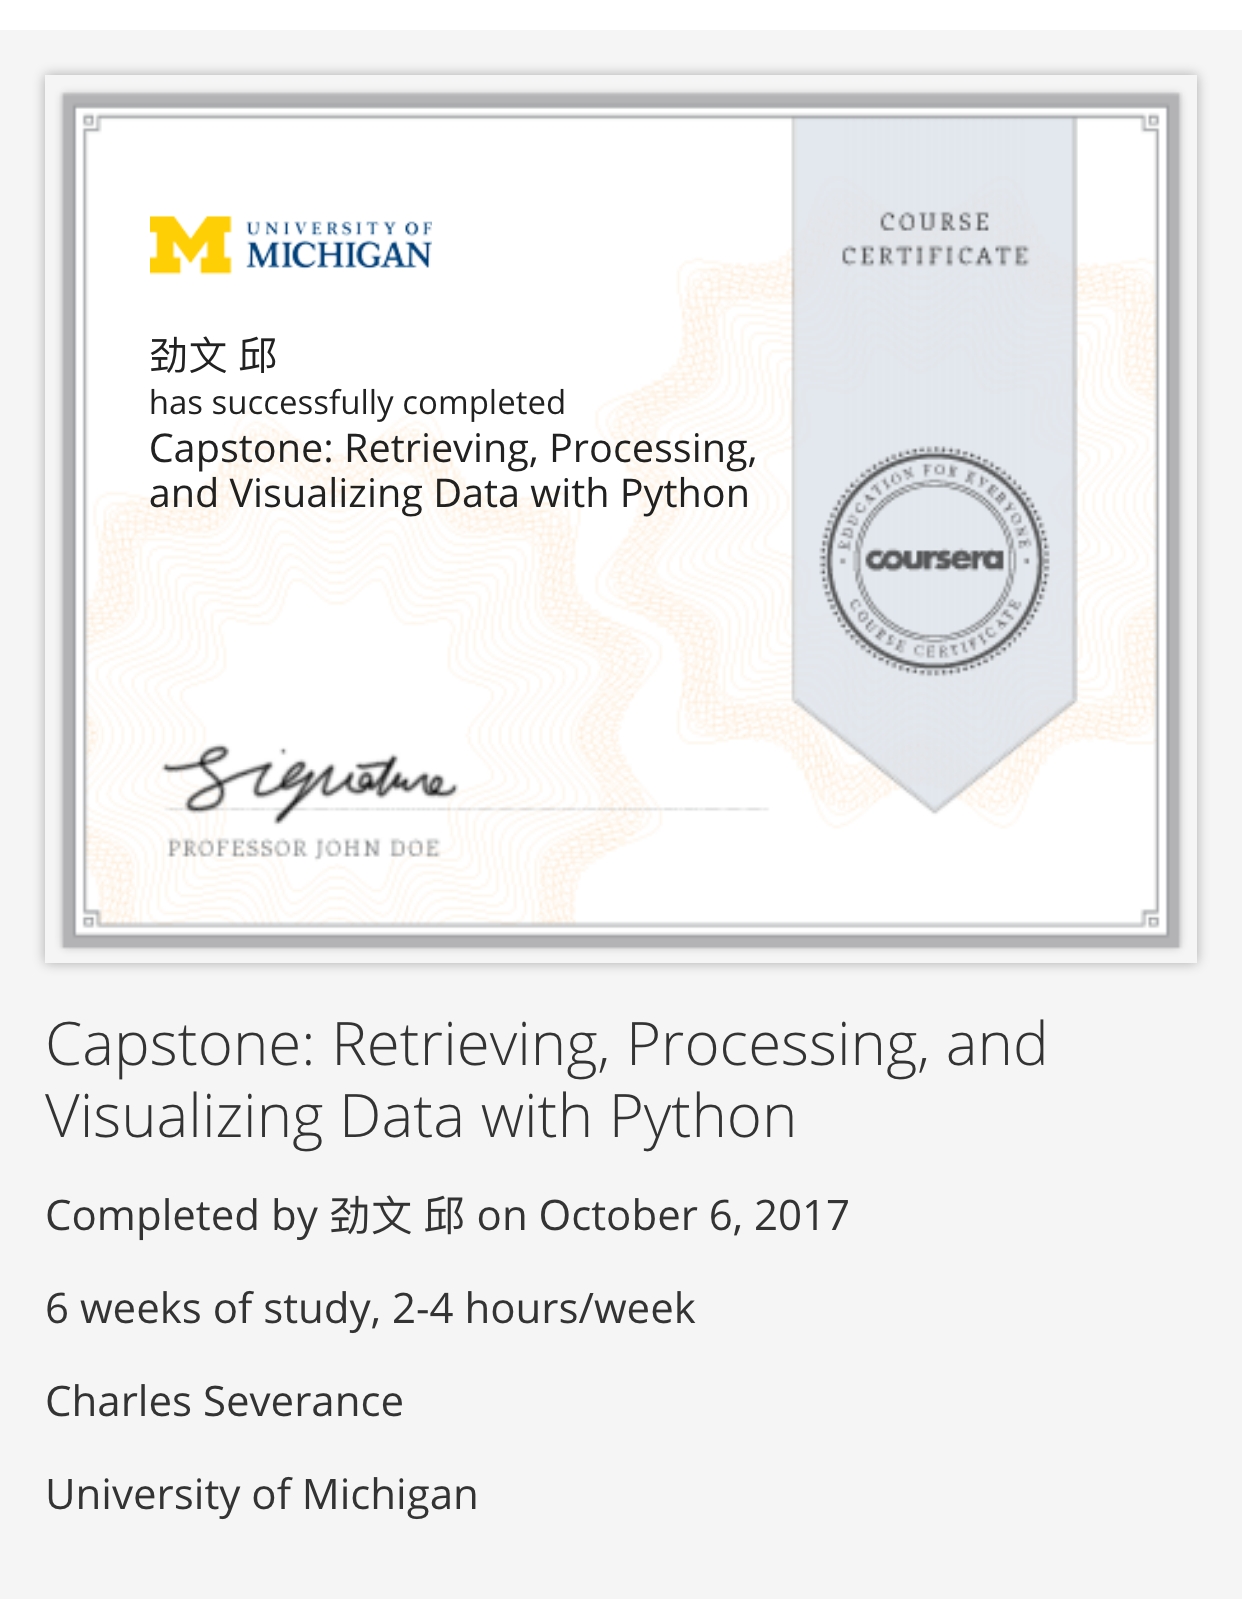 UNIVERSITY OF
MICHIGAN
COURSE
CERTIFICATE
劲文 邱
has successfully completed
Capstone: Retrieving, Processing,
and Visualizing Data with Python
EDUCATION FOR EVERYONE
coursera
COURSE CERTIFICATE
Signature
PROFESSOR JOHN DOE
Capstone: Retrieving, Processing, and
Visualizing Data with Python
Completed by 劲文 邱 on October 6, 2017
6 weeks of study, 2-4 hours/week
Charles Severance
University of Michigan